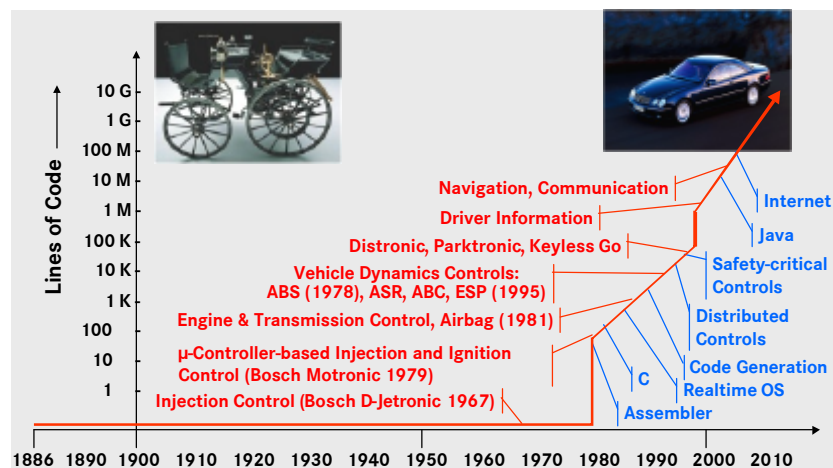 Lines of Code
10 G
1 G
100 M
10 M
1 M
100 K
10 K
1 K
100
10
1
Navigation, Communication
Driver Information
Distronic, Parktronic, Keyless Go
Vehicle Dynamics Controls:
ABS (1978), ASR, ABC, ESP (1995)
Engine & Transmission Control, Airbag (1981)
µ-Controller-based Injection and Ignition
Control (Bosch Motronic 1979)
Injection Control (Bosch D-Jetronic 1967)
Internet
Java
Safety-critical
Controls
Distributed
Controls
Code Generation
Realtime OS
C
Assembler
1886 1890 1900 1910 1920 1930 1940 1950 1960 1970 1980 1990 2000 2010